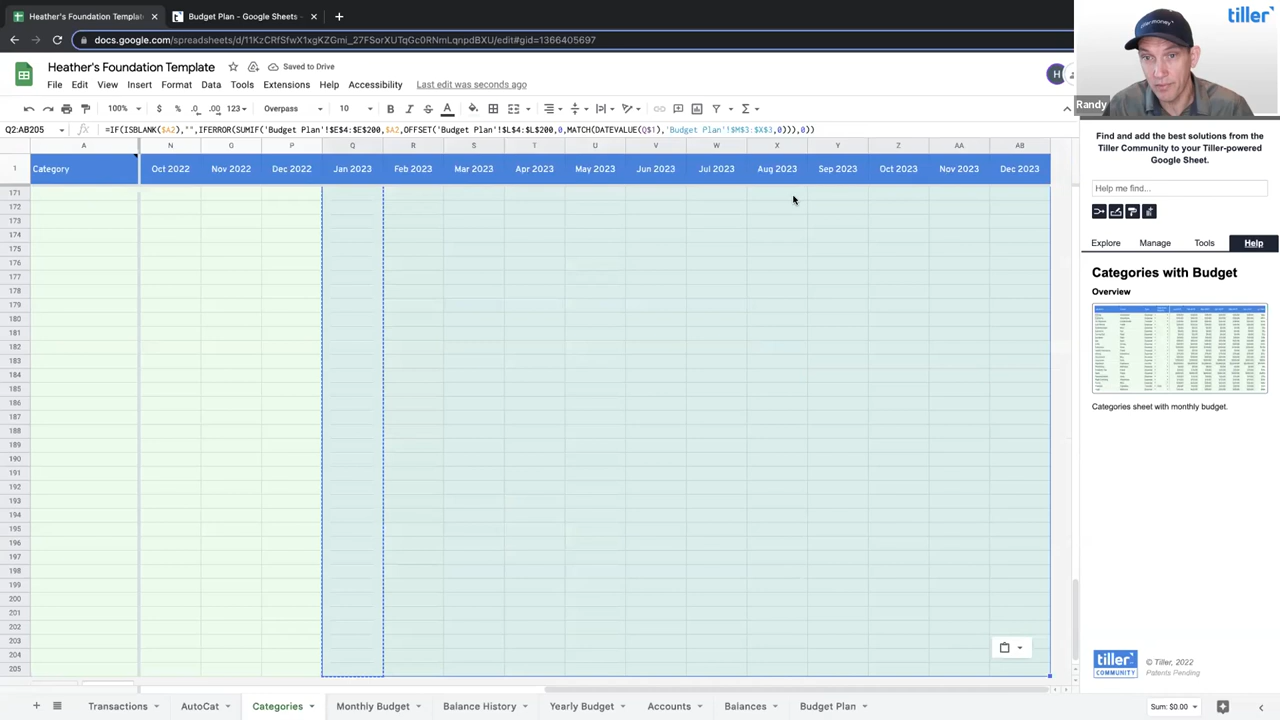 Heather's Foundation Template
Budget Plan - Google Sheets
docs.google.com/spreadsheets/d/11KzCRfSfwX1xgKZGmi_27FSorXUTqGc0RNmLqnpdBXU/edit#gid=1366405697
tiller money
tiller
Randy
Heather's Foundation Template
Saved to Drive
File Edit View Insert Format Data Tools Extensions Help Accessibility Last edit was seconds ago
H
100% $ % .0 .00 123 Overpass 10 B I S A
Q2:AB205 fx =IF(ISBLANK($A2),"",IFERROR(SUMIF('Budget Plan'!$E$4:$E$200,$A2,OFFSET('Budget Plan'!$L$4:$L$200,0,MATCH(DATEVALUE(Q$1),'Budget Plan'!$M$3:$X$3,0))),0))
A N O P Q R S T U V W X Y Z AA AB
1 Category Oct 2022 Nov 2022 Dec 2022 Jan 2023 Feb 2023 Mar 2023 Apr 2023 May 2023 Jun 2023 Jul 2023 Aug 2023 Sep 2023 Oct 2023 Nov 2023 Dec 2023
171
172
173
174
175
176
177
178
179
180
181
182
183
184
185
186
187
188
189
190
191
192
193
194
195
196
197
198
199
200
201
202
203
204
205
Find and add the best solutions from the
Tiller Community to your Tiller-powered
Google Sheet.
Help me find...
Explore Manage Tools Help
Categories with Budget
Overview
Categories sheet with monthly budget.
tiller
COMMUNITY
© Tiller, 2022
Patents Pending
Transactions AutoCat Categories Monthly Budget Balance History Yearly Budget Accounts Balances Budget Plan Sum: $0.00